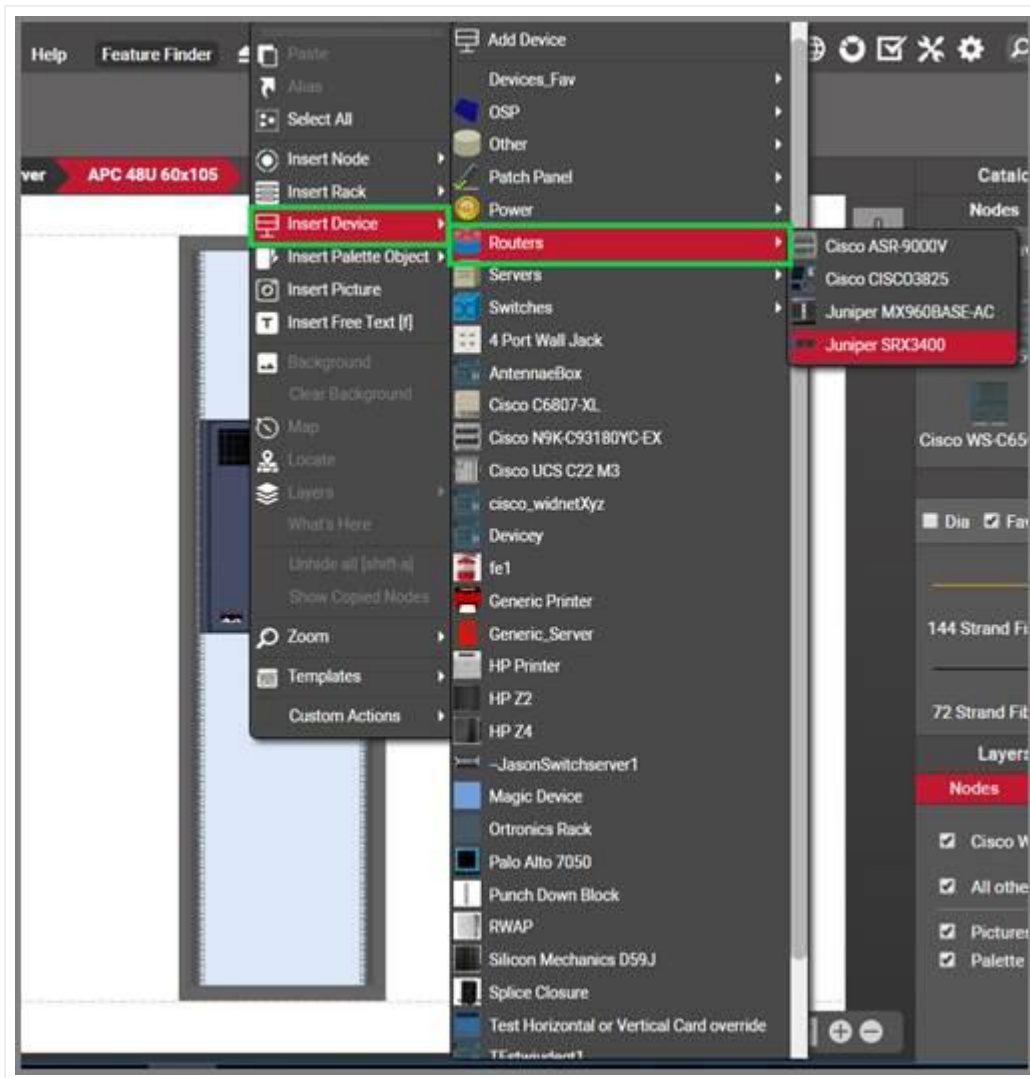 Help Feature Finder
ver APC 48U 60x105
Paste
Alias
Select All
Insert Node
Insert Rack
Insert Device
Insert Palette Object
Insert Picture
Insert Free Text [f]
Background
Clear Background
Map
Locate
Layers
What's Here
Unhide all [shift-a]
Show Copied Nodes
Zoom
Templates
Custom Actions
Add Device
Devices_Fav
OSP
Other
Patch Panel
Power
Routers
Servers
Switches
4 Port Wall Jack
AntennaeBox
Cisco C6807-XL
Cisco N9K-C93180YC-EX
Cisco UCS C22 M3
cisco_widnetXyz
Devicey
fe1
Generic Printer
Generic_Server
HP Printer
HP Z2
HP Z4
~JasonSwitchserver1
Magic Device
Ortronics Rack
Palo Alto 7050
Punch Down Block
RWAP
Silicon Mechanics D59J
Splice Closure
Test Horizontal or Vertical Card override
Cisco ASR-9000V
Cisco CISCO3825
Juniper MX960BASE-AC
Juniper SRX3400
Catalo
Nodes
0
Cisco WS-C65
Dia Fav
144 Strand Fi
72 Strand Fib
Layers
Nodes
Cisco W
All othe
Pictures
Palette